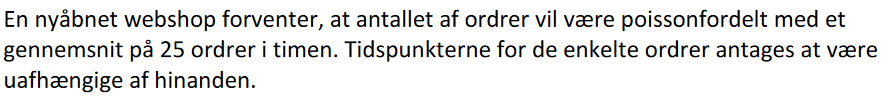 En nyåbnet webshop forventer, at antallet af ordrer vil være poissonfordelt med et
gennemsnit på 25 ordrer i timen. Tidspunkterne for de enkelte ordrer antages at være
uafhængige af hinanden.